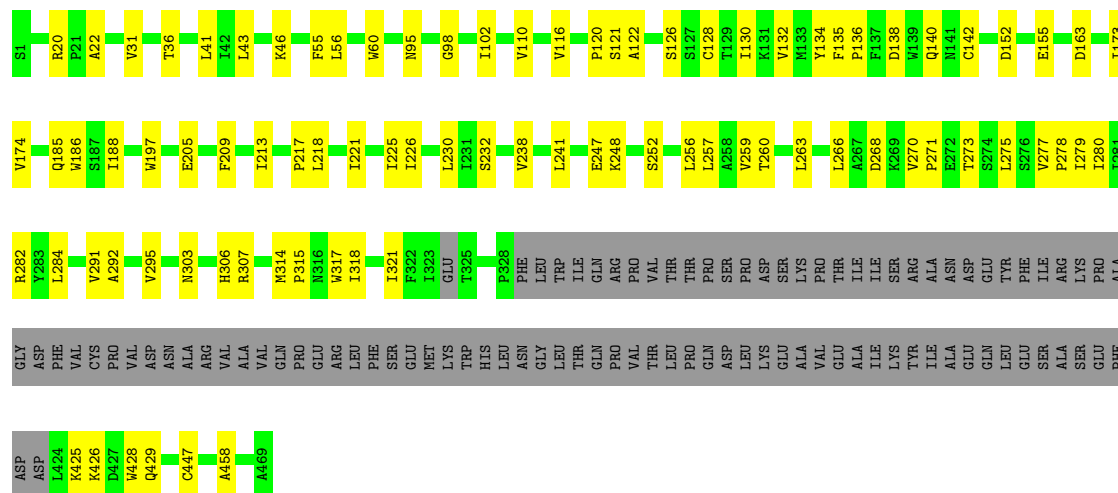 S1 R20 P21 A22 V31 T36 L41 I42 L43 K46 F55 L56 W60 N95 G98 I102 V110 V116 P120 S121 A122 S126 S127 C128 T129 I130 K131 V132 M133 Y134 F135 P136 F137 D138 W139 Q140 N141 C142 D152 E155 D163 I173
V174 Q185 W186 S187 I188 W197 E205 F209 I213 P217 L218 I221 I225 I226 L230 I231 S232 V238 L241 E247 K248 S252 L256 L257 A258 V259 T260 L263 L266 A267 D268 K269 V270 P271 E272 T273 S274 L275 S276 V277 P278 I279 I280 I281
R282 Y283 L284 V291 A292 V295 N303 H306 R307 M314 P315 N316 W317 I318 I321 F322 I323 GLU T325 P328 PHE LEU TRP ILE GLN ARG PRO VAL THR THR PRO SER PRO ASP SER LYS PRO THR ILE ILE SER ARG ALA ASN ASP GLU TYR PHE ILE ARG LYS PRO ALA
GLY ASP PHE VAL CYS PRO VAL ASP ASN ALA ARG VAL ALA VAL GLN PRO GLU ARG LEU PHE SER GLU MET LYS TRP HIS LEU ASN GLY LEU THR GLN PRO VAL THR LEU PRO GLN ASP LEU LYS GLU ALA VAL GLU ALA ILE LYS TYR ILE ALA GLU GLN LEU GLU SER ALA SER GLU PHE
ASP ASP L424 K425 K426 D427 W428 Q429 C447 A458 A469